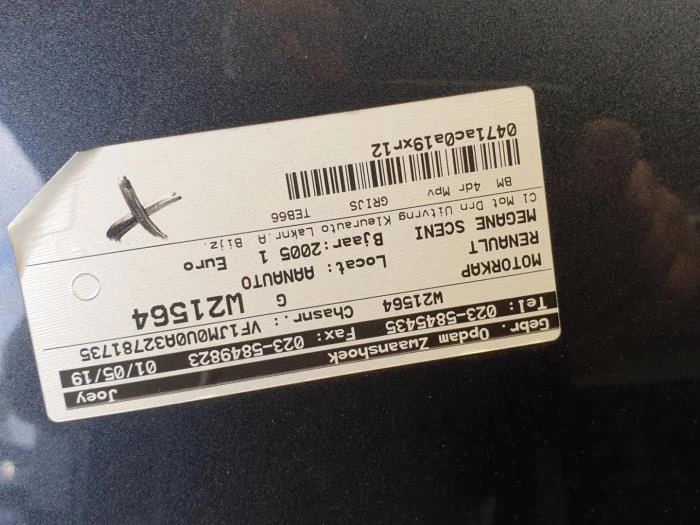 Gebr. Opdam Zwaanshoek Joey
Tel: 023-5845435 Fax: 023-5849823 01/05/19
W21564 Chasnr.: VF1JM0U0A32781735
MOTORKAP G W21564
RENAULT Locat: AANAUTO
MEGANE SCENI Bjaar:2005 1 Euro
Cl Mot Drn Uitvrng Kleurauto Laknr.A Bijz.
BM 4dr Mpv GRIJS TEB66
0471ac0a19xr12
X